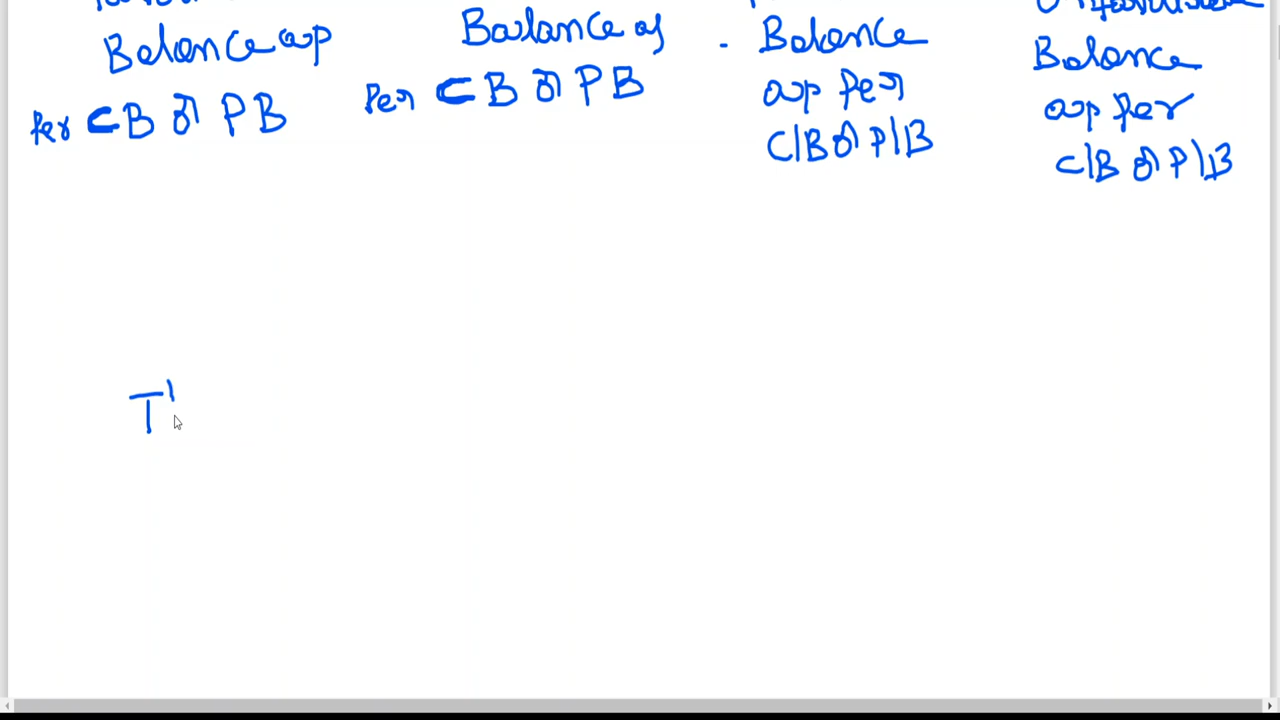 Balance as
per CB or PB
Balance as
Per CB or PB
Balance
as per
C/B or P/B
Unfavourable
Balance
as per
C/B or P/B
T